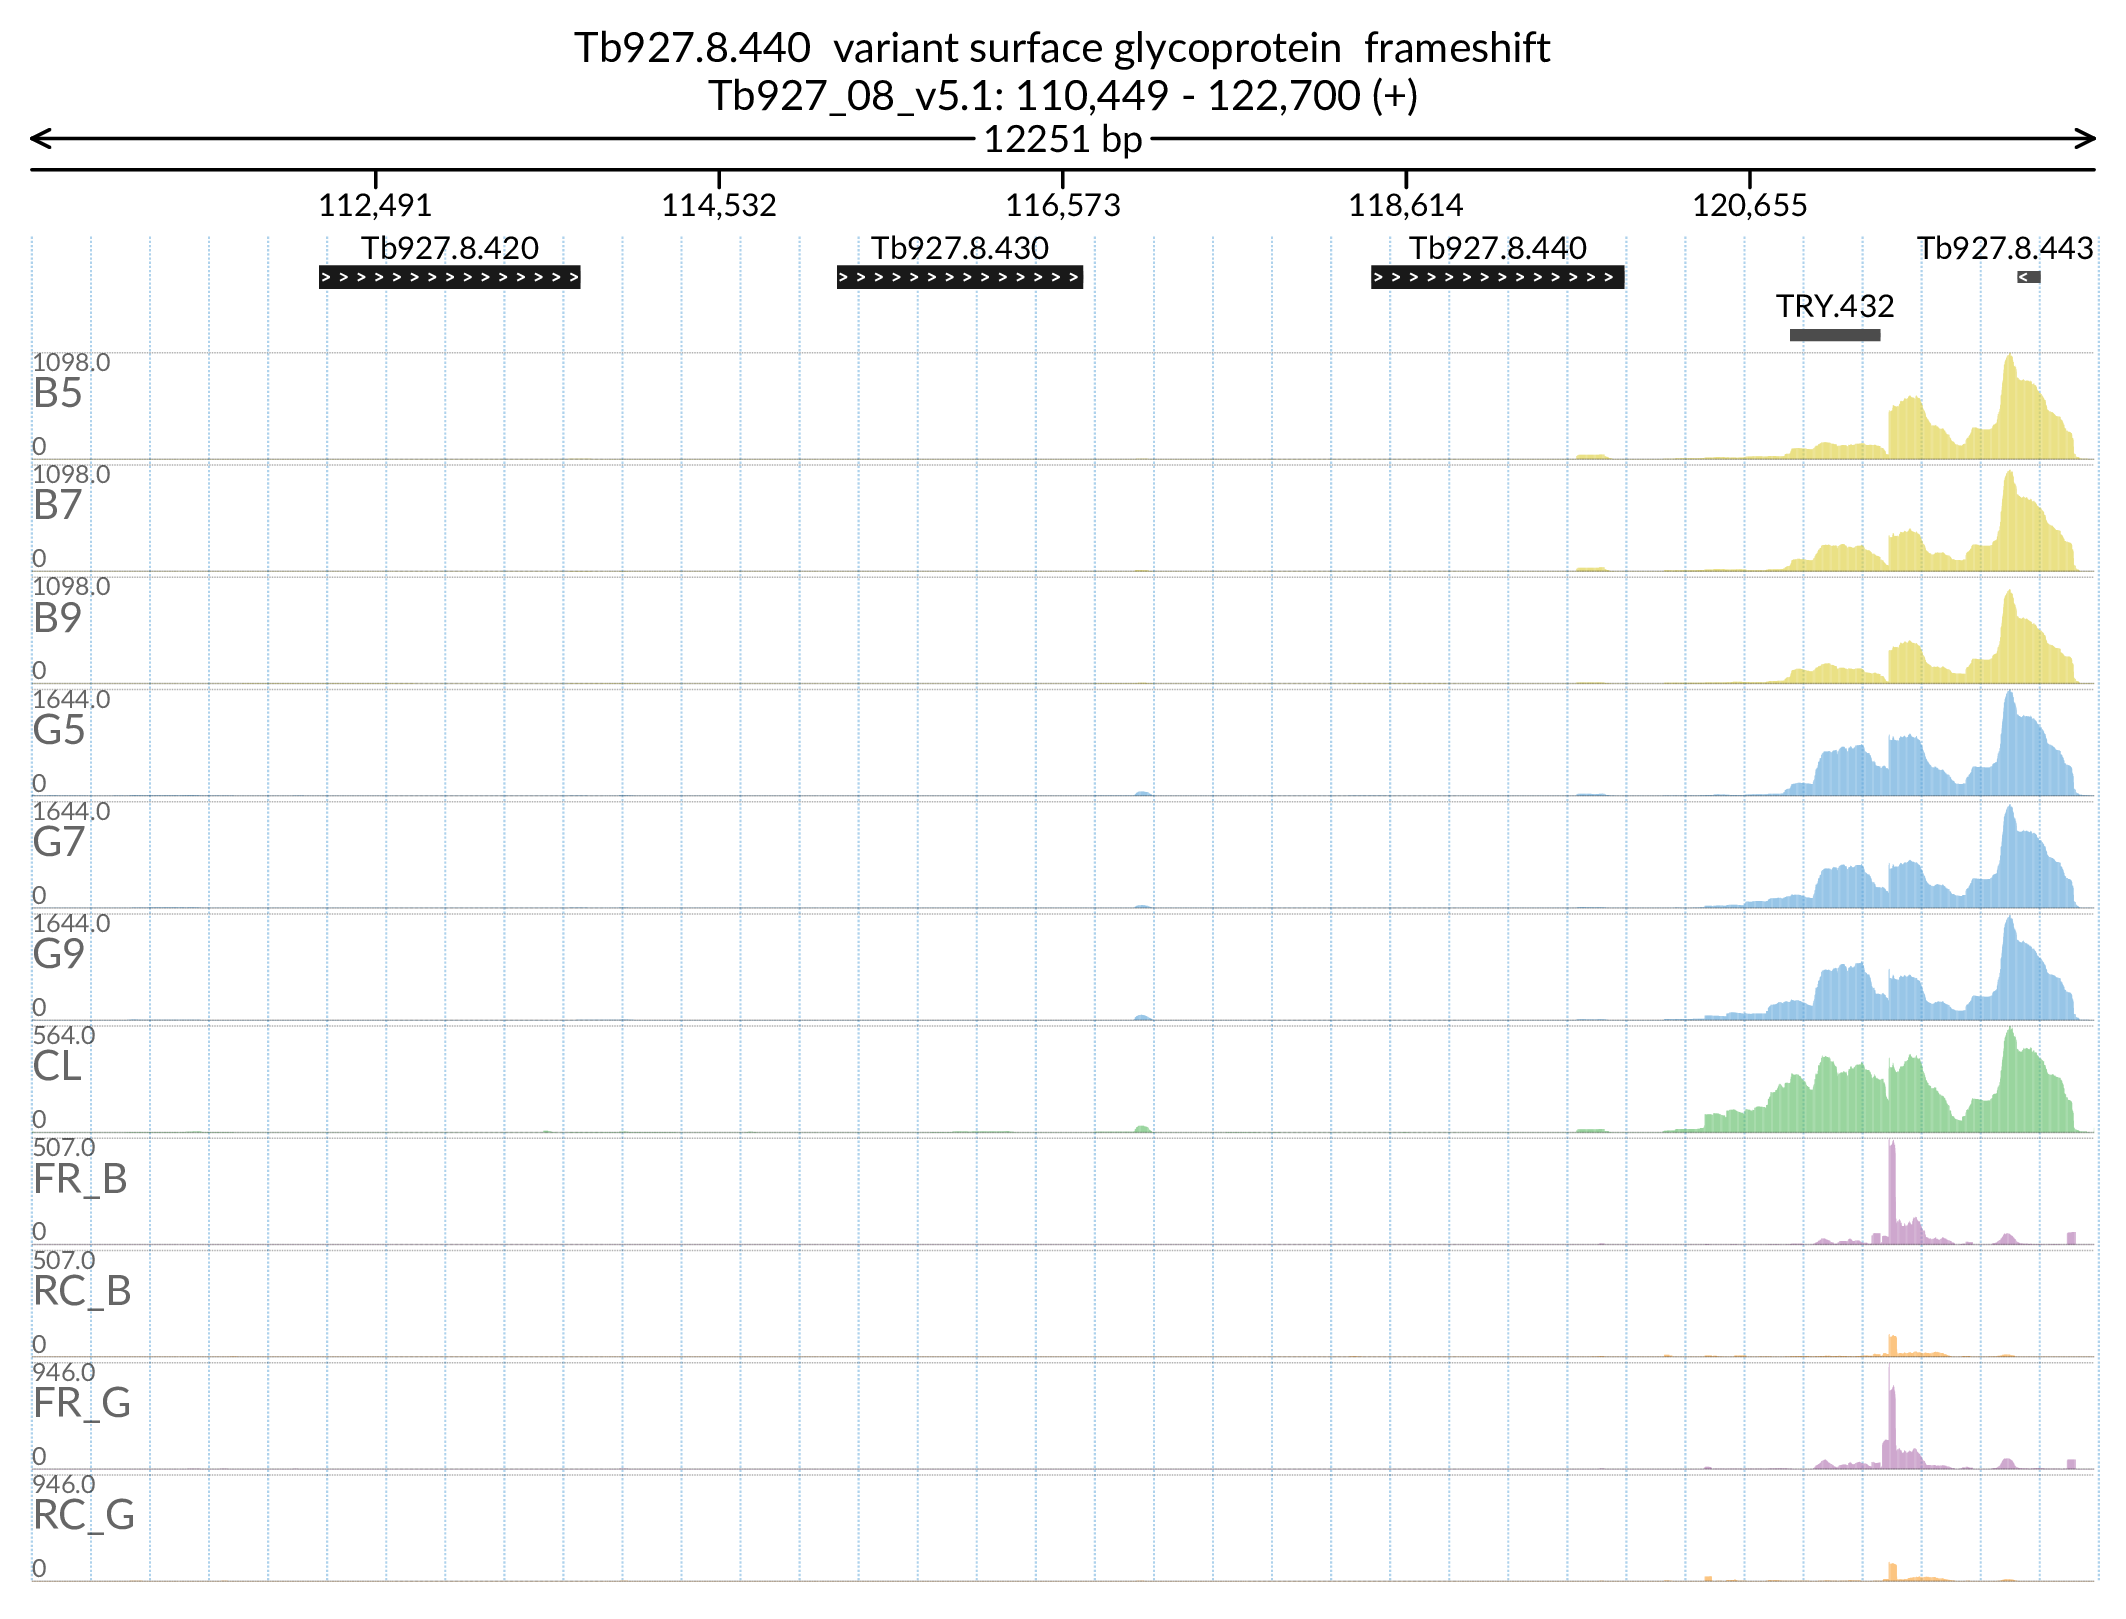 Tb927.8.440  variant surface glycoprotein  frameshift
Tb927_08_v5.1: 110,449 - 122,700 (+)
12251 bp
112,491 114,532 116,573 118,614 120,655
Tb927.8.420 Tb927.8.430 Tb927.8.440 Tb927.8.443
TRY.432
1098.0
B5
0
1098.0
B7
0
1098.0
B9
0
1644.0
G5
0
1644.0
G7
0
1644.0
G9
0
564.0
CL
0
507.0
FR_B
0
507.0
RC_B
0
946.0
FR_G
0
946.0
RC_G
0